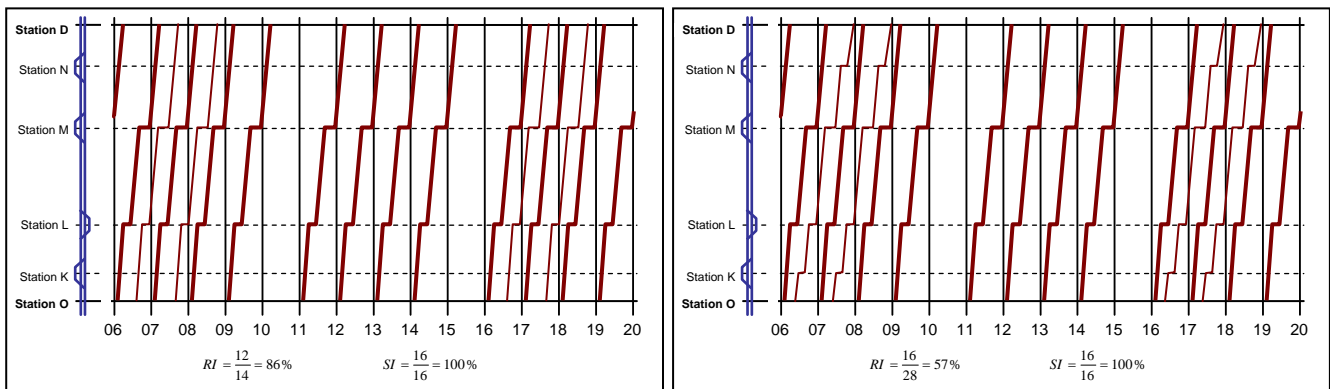 Station D
Station N
Station M
Station L
Station K
Station O
06 07 08 09 10 11 12 13 14 15 16 17 18 19 20
RI = 12/14 = 86% SI = 16/16 = 100%
Station D
Station N
Station M
Station L
Station K
Station O
06 07 08 09 10 11 12 13 14 15 16 17 18 19 20
RI = 16/28 = 57% SI = 16/16 = 100%